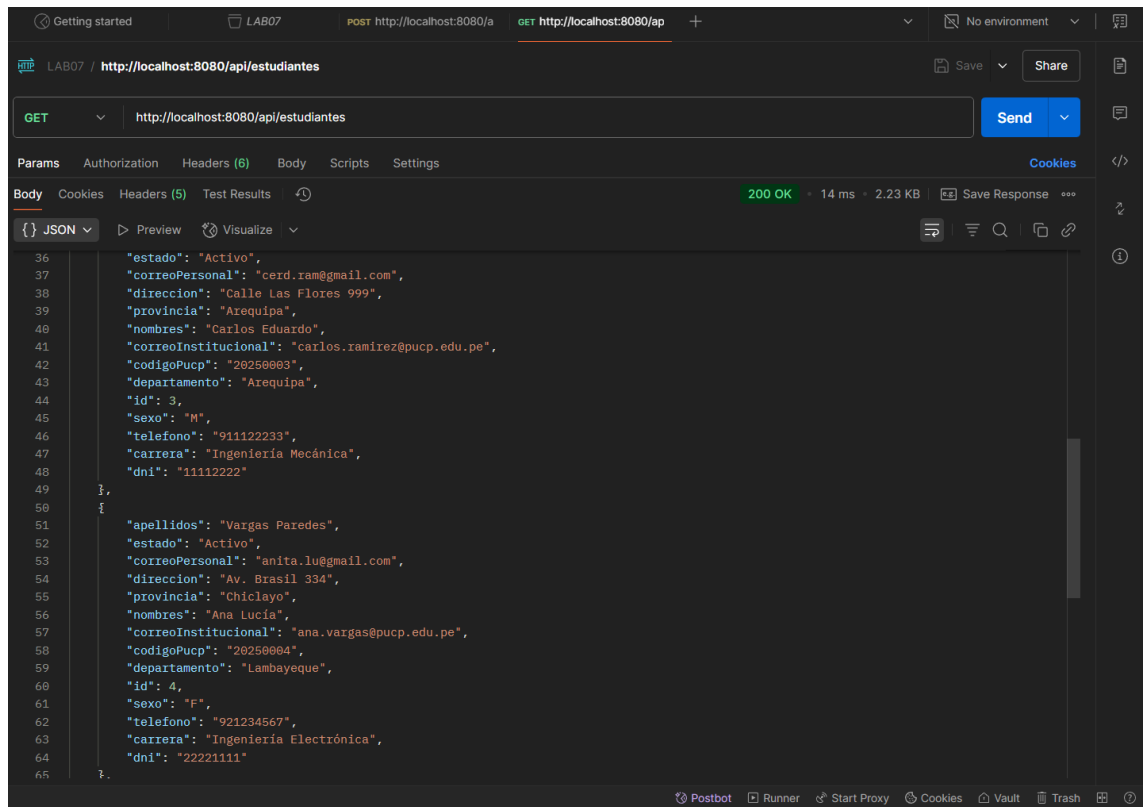 Getting started LAB07 POST http://localhost:8080/a GET http://localhost:8080/ap No environment
HTTP LAB07 / http://localhost:8080/api/estudiantes Save Share
GET http://localhost:8080/api/estudiantes Send
Params Authorization Headers (6) Body Scripts Settings Cookies
Body Cookies Headers (5) Test Results 200 OK 14 ms 2.23 KB e.g. Save Response
{} JSON Preview Visualize
36 "estado": "Activo",
37 "correoPersonal": "cerd.ram@gmail.com",
38 "direccion": "Calle Las Flores 999",
39 "provincia": "Arequipa",
40 "nombres": "Carlos Eduardo",
41 "correoInstitucional": "carlos.ramirez@pucp.edu.pe",
42 "codigoPucp": "20250003",
43 "departamento": "Arequipa",
44 "id": 3,
45 "sexo": "M",
46 "telefono": "911122233",
47 "carrera": "Ingeniería Mecánica",
48 "dni": "11112222"
49 },
50 {
51 "apellidos": "Vargas Paredes",
52 "estado": "Activo",
53 "correoPersonal": "anita.lu@gmail.com",
54 "direccion": "Av. Brasil 334",
55 "provincia": "Chiclayo",
56 "nombres": "Ana Lucía",
57 "correoInstitucional": "ana.vargas@pucp.edu.pe",
58 "codigoPucp": "20250004",
59 "departamento": "Lambayeque",
60 "id": 4,
61 "sexo": "F",
62 "telefono": "921234567",
63 "carrera": "Ingeniería Electrónica",
64 "dni": "22221111"
65 },
Postbot Runner Start Proxy Cookies Vault Trash